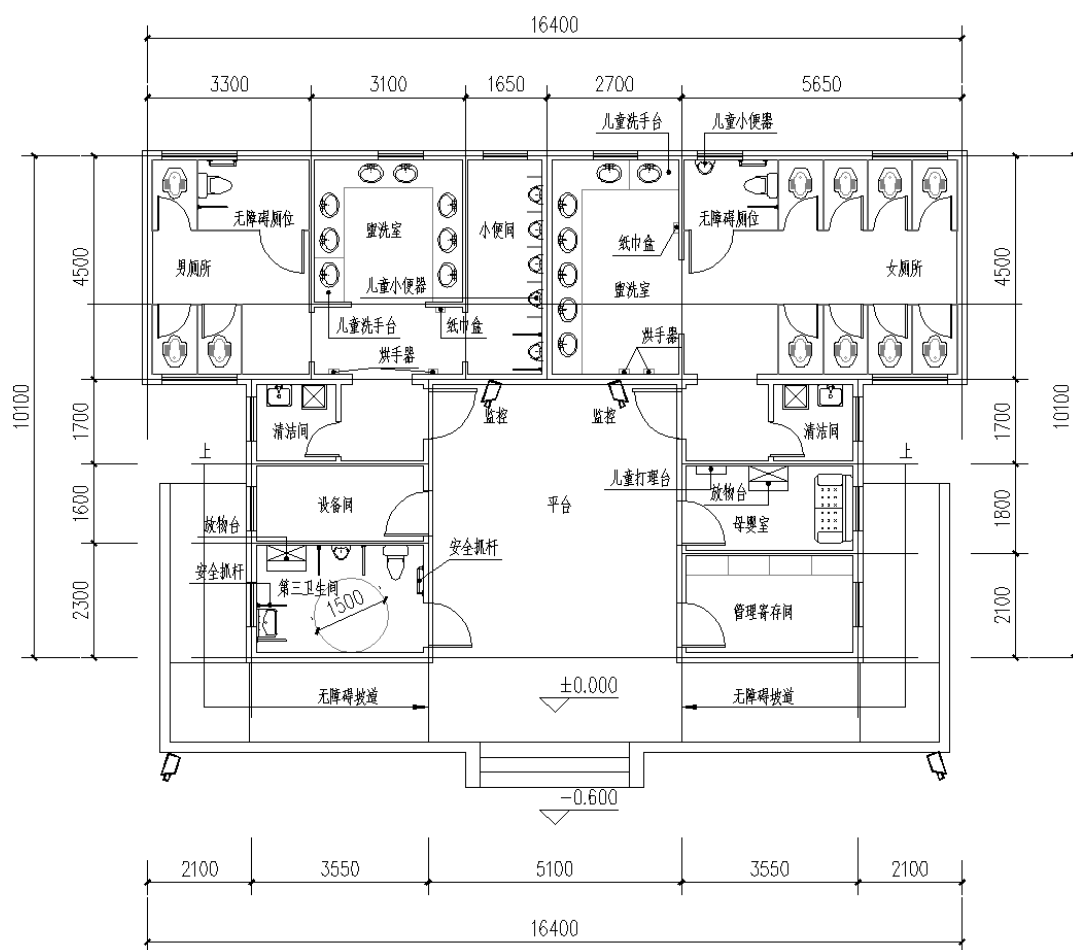 16400
3300 3100 1650 2700 5650
儿童洗手台 儿童小便器
无障碍厕位 盥洗室 小便间 纸巾盒 无障碍厕位
男厕所 儿童小便器 盥洗室 女厕所
4500 4500
儿童洗手台 纸巾盒 烘手器
烘手器
10100 10100
1700 清洁间 监控 监控 清洁间 1700
上 上
儿童打理台 放物台
1600 设备间 平台 母婴室 1800
放物台 安全抓杆
安全抓杆 第三卫生间
2300 1500 管理寄存间 2100
无障碍坡道 ±0.000 无障碍坡道
-0.600
2100 3550 5100 3550 2100
16400